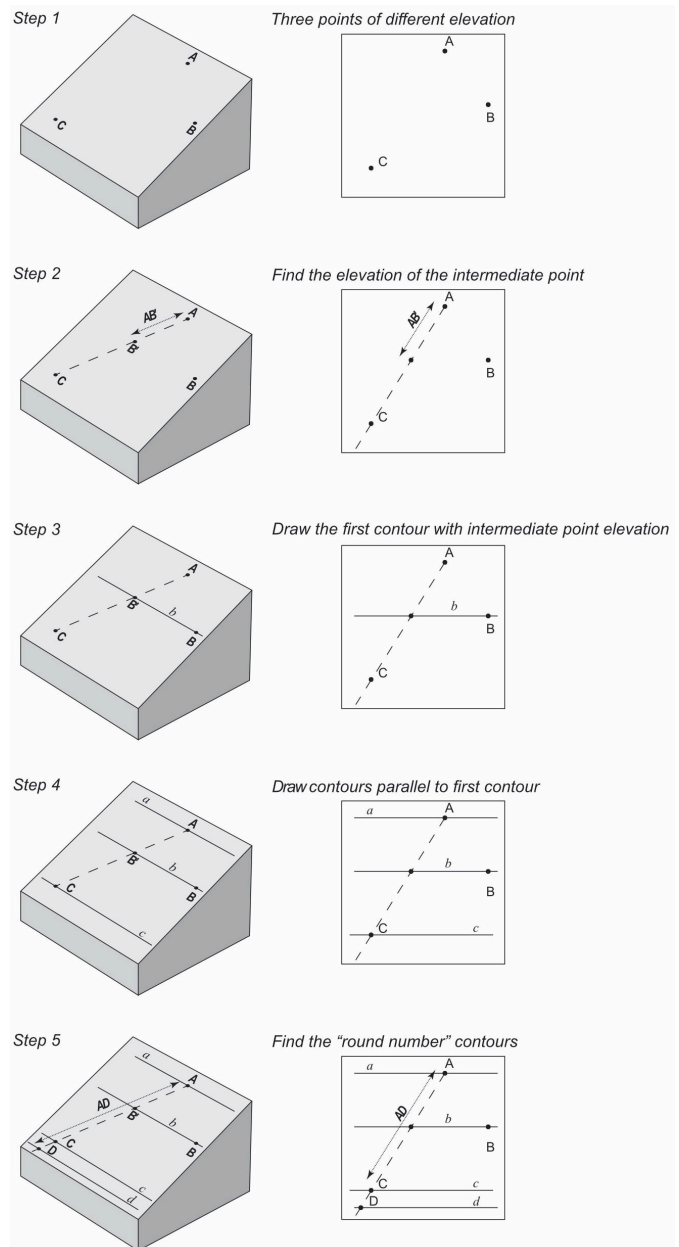 Step 1
Three points of different elevation
A
C
B
A
B
C
Step 2
Find the elevation of the intermediate point
AB'
A
B'
C
B
AB'
A
B
C
Step 3
Draw the first contour with intermediate point elevation
A
B'
b
C
B
A
b
B
C
Step 4
Draw contours parallel to first contour
a
A
B'
b
C
B
c
a
A
b
B
C
c
Step 5
Find the “round number” contours
a
A
AD
B'
b
C
B
D
c
d
a
A
AD
b
B
C
c
D
d